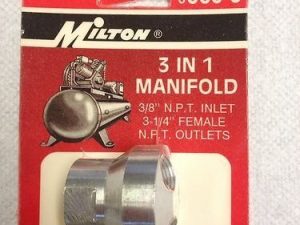 MILTON®
3 IN 1
MANIFOLD
3/8" N.P.T. INLET
3-1/4" FEMALE
N.P.T. OUTLETS